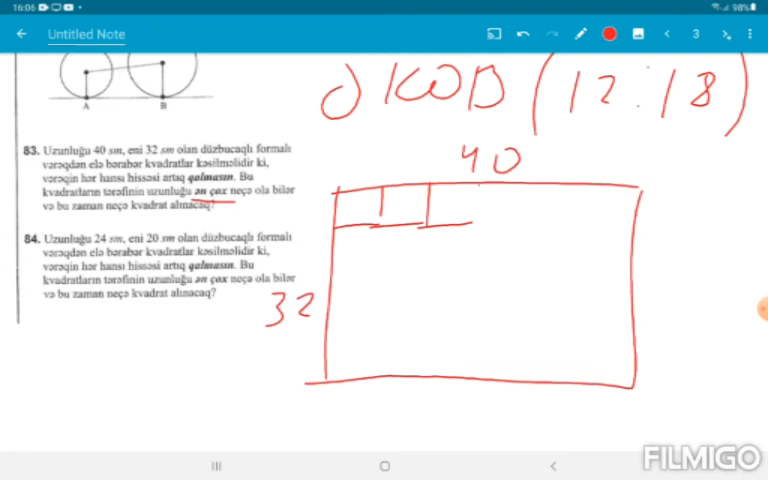 16:06
98%
Untitled Note
3
A B
83. Uzunluğu 40 sm, eni 32 sm olan düzbucaqlı formalı
vərəqdən elə bərabər kvadratlar kəsilməlidir ki,
vərəqin hər hansı hissəsi artıq qalmasın. Bu
kvadratların tərəfinin uzunluğu ən çox neçə ola bilər
və bu zaman neçə kvadrat alınacaq?
84. Uzunluğu 24 sm, eni 20 sm olan düzbucaqlı formalı
vərəqdən elə bərabər kvadratlar kəsilməlidir ki,
vərəqin hər hansı hissəsi artıq qalmasın. Bu
kvadratların tərəfinin uzunluğu ən çox neçə ola bilər
və bu zaman neçə kvadrat alınacaq?
ƏKOB (12:18)
40
32
FILMIGO